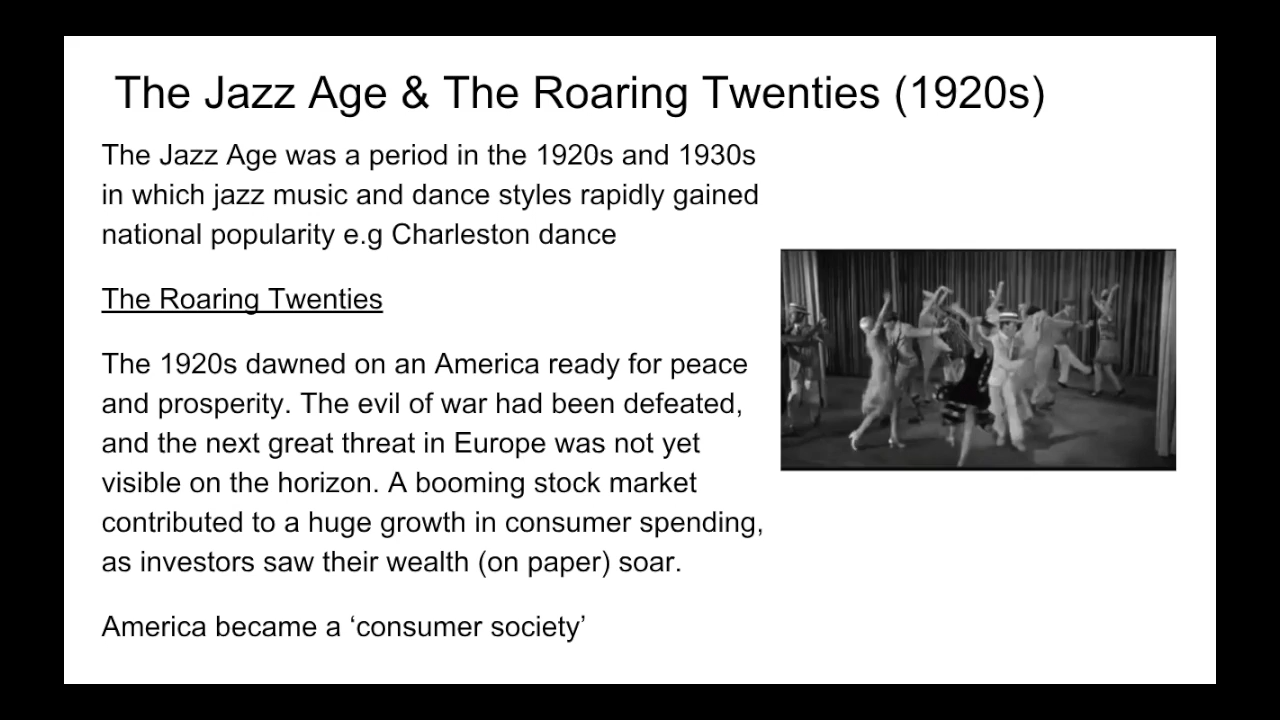 The Jazz Age & The Roaring Twenties (1920s)
The Jazz Age was a period in the 1920s and 1930s
in which jazz music and dance styles rapidly gained
national popularity e.g Charleston dance
The Roaring Twenties
The 1920s dawned on an America ready for peace
and prosperity. The evil of war had been defeated,
and the next great threat in Europe was not yet
visible on the horizon. A booming stock market
contributed to a huge growth in consumer spending,
as investors saw their wealth (on paper) soar.
America became a ‘consumer society’